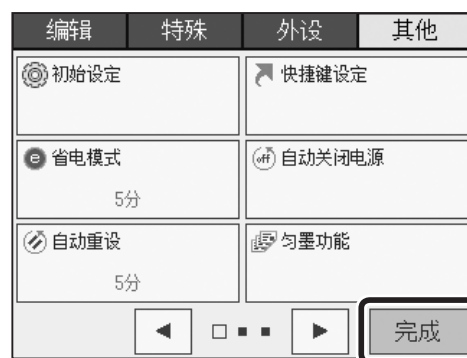 编辑 特殊 外设 其他
初始设定 快捷键设定
省电模式 off 自动关闭电源
5分
自动重设 匀墨功能
5分
完成